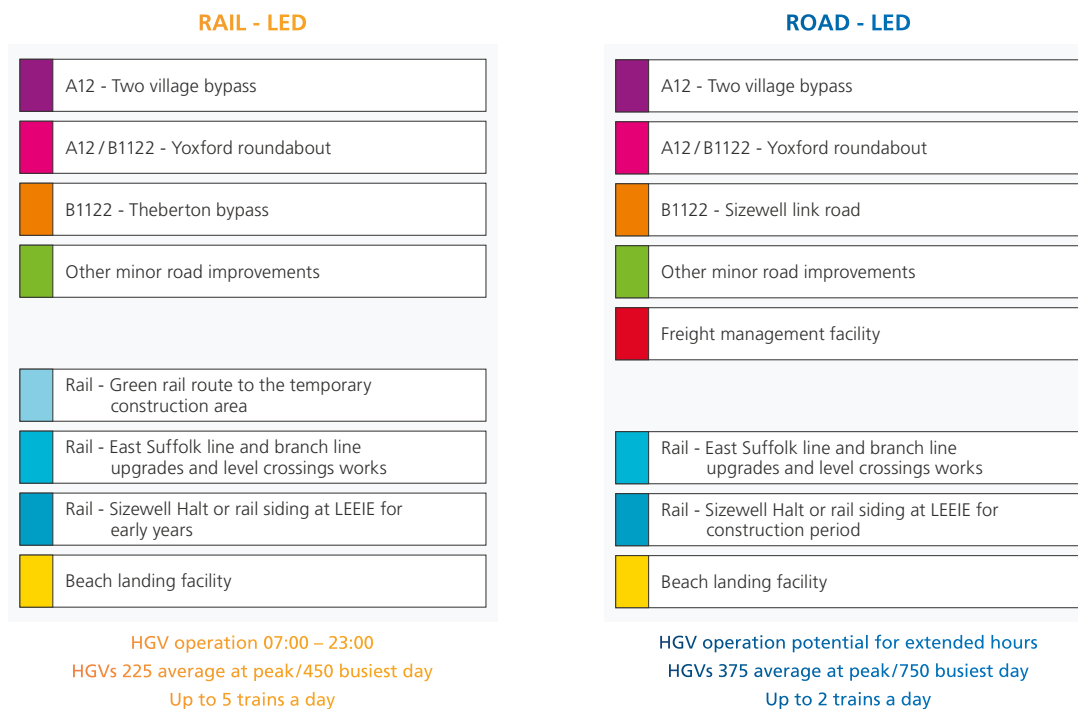 RAIL - LED
A12 - Two village bypass
A12 / B1122 - Yoxford roundabout
B1122 - Theberton bypass
Other minor road improvements
Rail - Green rail route to the temporary
construction area
Rail - East Suffolk line and branch line
upgrades and level crossings works
Rail - Sizewell Halt or rail siding at LEEIE for
early years
Beach landing facility
HGV operation 07:00 – 23:00
HGVs 225 average at peak/450 busiest day
Up to 5 trains a day
ROAD - LED
A12 - Two village bypass
A12 / B1122 - Yoxford roundabout
B1122 - Sizewell link road
Other minor road improvements
Freight management facility
Rail - East Suffolk line and branch line
upgrades and level crossings works
Rail - Sizewell Halt or rail siding at LEEIE for
construction period
Beach landing facility
HGV operation potential for extended hours
HGVs 375 average at peak/750 busiest day
Up to 2 trains a day